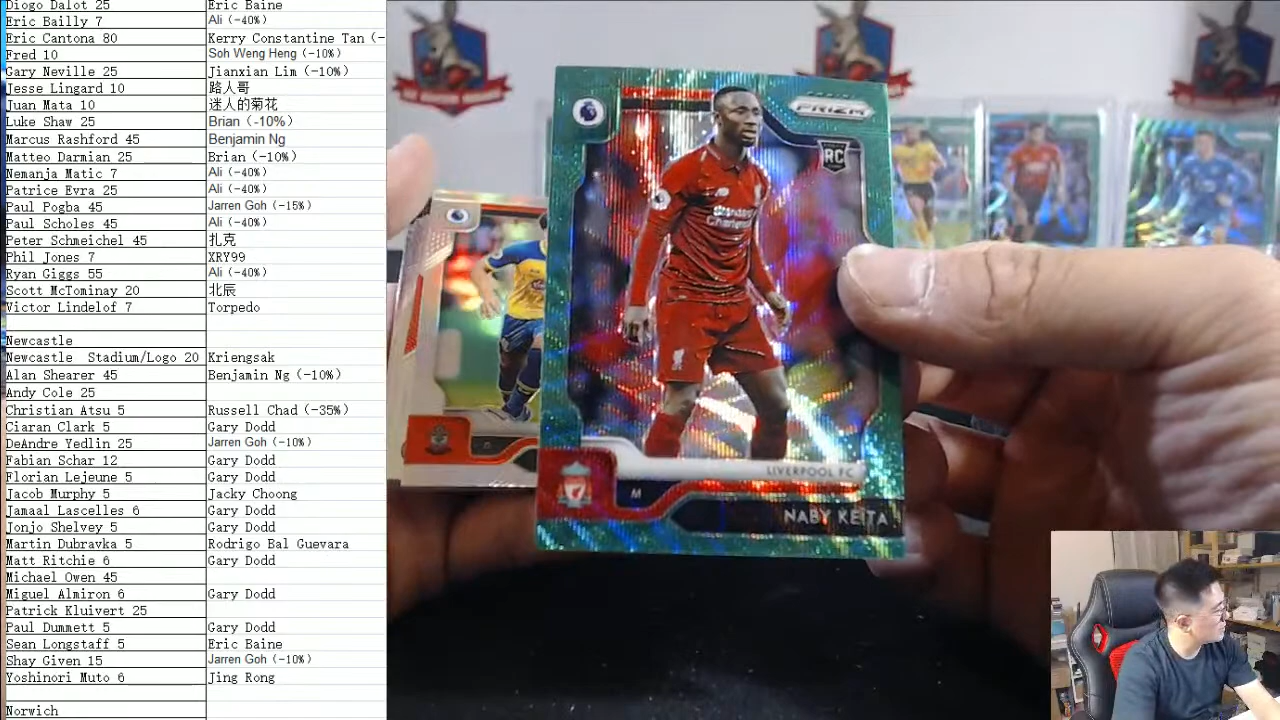 Diogo Dalot 25 Eric Baine
Eric Bailly 7 Ali (-40%)
Eric Cantona 80 Kerry Constantine Tan (-
Fred 10 Soh Weng Heng (-10%)
Gary Neville 25 Jianxian Lim (-10%)
Jesse Lingard 10 路人哥
Juan Mata 10 迷人的菊花
Luke Shaw 25 Brian (-10%)
Marcus Rashford 45 Benjamin Ng
Matteo Darmian 25 Brian (-10%)
Nemanja Matic 7 Ali (-40%)
Patrice Evra 25 Ali (-40%)
Paul Pogba 45 Jarren Goh (-15%)
Paul Scholes 45 Ali (-40%)
Peter Schmeichel 45 扎克
Phil Jones 7 XRY99
Ryan Giggs 55 Ali (-40%)
Scott McTominay 20 北辰
Victor Lindelof 7 Torpedo
Newcastle
Newcastle Stadium/Logo 20 Kriengsak
Alan Shearer 45 Benjamin Ng (-10%)
Andy Cole 25
Christian Atsu 5 Russell Chad (-35%)
Ciaran Clark 5 Gary Dodd
DeAndre Yedlin 25 Jarren Goh (-10%)
Fabian Schar 12 Gary Dodd
Florian Lejeune 5 Gary Dodd
Jacob Murphy 5 Jacky Choong
Jamaal Lascelles 6 Gary Dodd
Jonjo Shelvey 5 Gary Dodd
Martin Dubravka 5 Rodrigo Bal Guevara
Matt Ritchie 6 Gary Dodd
Michael Owen 45
Miguel Almiron 6 Gary Dodd
Patrick Kluivert 25
Paul Dummett 5 Gary Dodd
Sean Longstaff 5 Eric Baine
Shay Given 15 Jarren Goh (-10%)
Yoshinori Muto 6 Jing Rong
Norwich
PANINI
PRIZM
RC
Standard
Chartered
LIVERPOOL FC
M
NABY KEITA